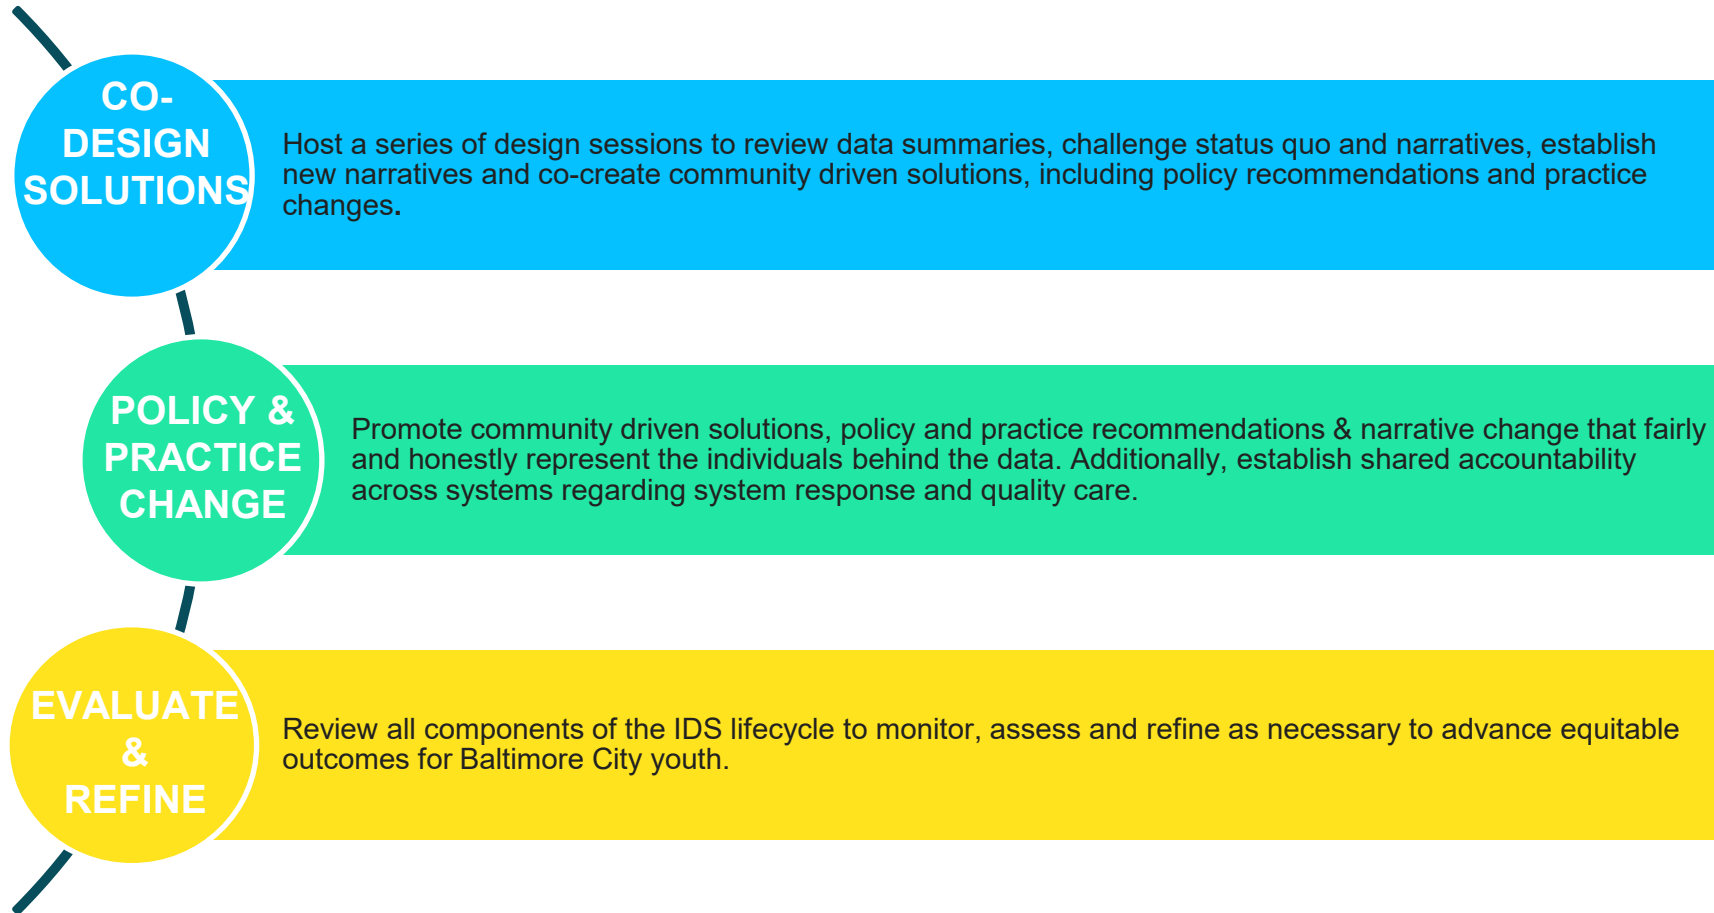 CO-
DESIGN
SOLUTIONS
Host a series of design sessions to review data summaries, challenge status quo and narratives, establish
new narratives and co-create community driven solutions, including policy recommendations and practice
changes.
POLICY &
PRACTICE
CHANGE
Promote community driven solutions, policy and practice recommendations & narrative change that fairly
and honestly represent the individuals behind the data. Additionally, establish shared accountability
across systems regarding system response and quality care.
EVALUATE
&
REFINE
Review all components of the IDS lifecycle to monitor, assess and refine as necessary to advance equitable
outcomes for Baltimore City youth.